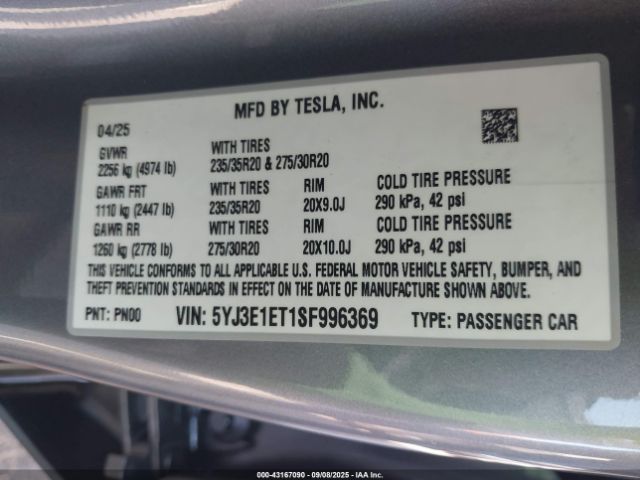 MFD BY TESLA, INC.
04/25
GVWR WITH TIRES
2256 kg (4974 lb) 235/35R20 & 275/30R20
GAWR FRT WITH TIRES RIM COLD TIRE PRESSURE
1110 kg (2447 lb) 235/35R20 20X9.0J 290 kPa, 42 psi
GAWR RR WITH TIRES RIM COLD TIRE PRESSURE
1260 kg (2778 lb) 275/30R20 20X10.0J 290 kPa, 42 psi
THIS VEHICLE CONFORMS TO ALL APPLICABLE U.S. FEDERAL MOTOR VEHICLE SAFETY, BUMPER, AND
THEFT PREVENTION STANDARDS IN EFFECT ON THE DATE OF MANUFACTURE SHOWN ABOVE.
PNT: PN00 VIN: 5YJ3E1ET1SF996369 TYPE: PASSENGER CAR
000-43167090 - 09/08/2025 - IAAI.COM